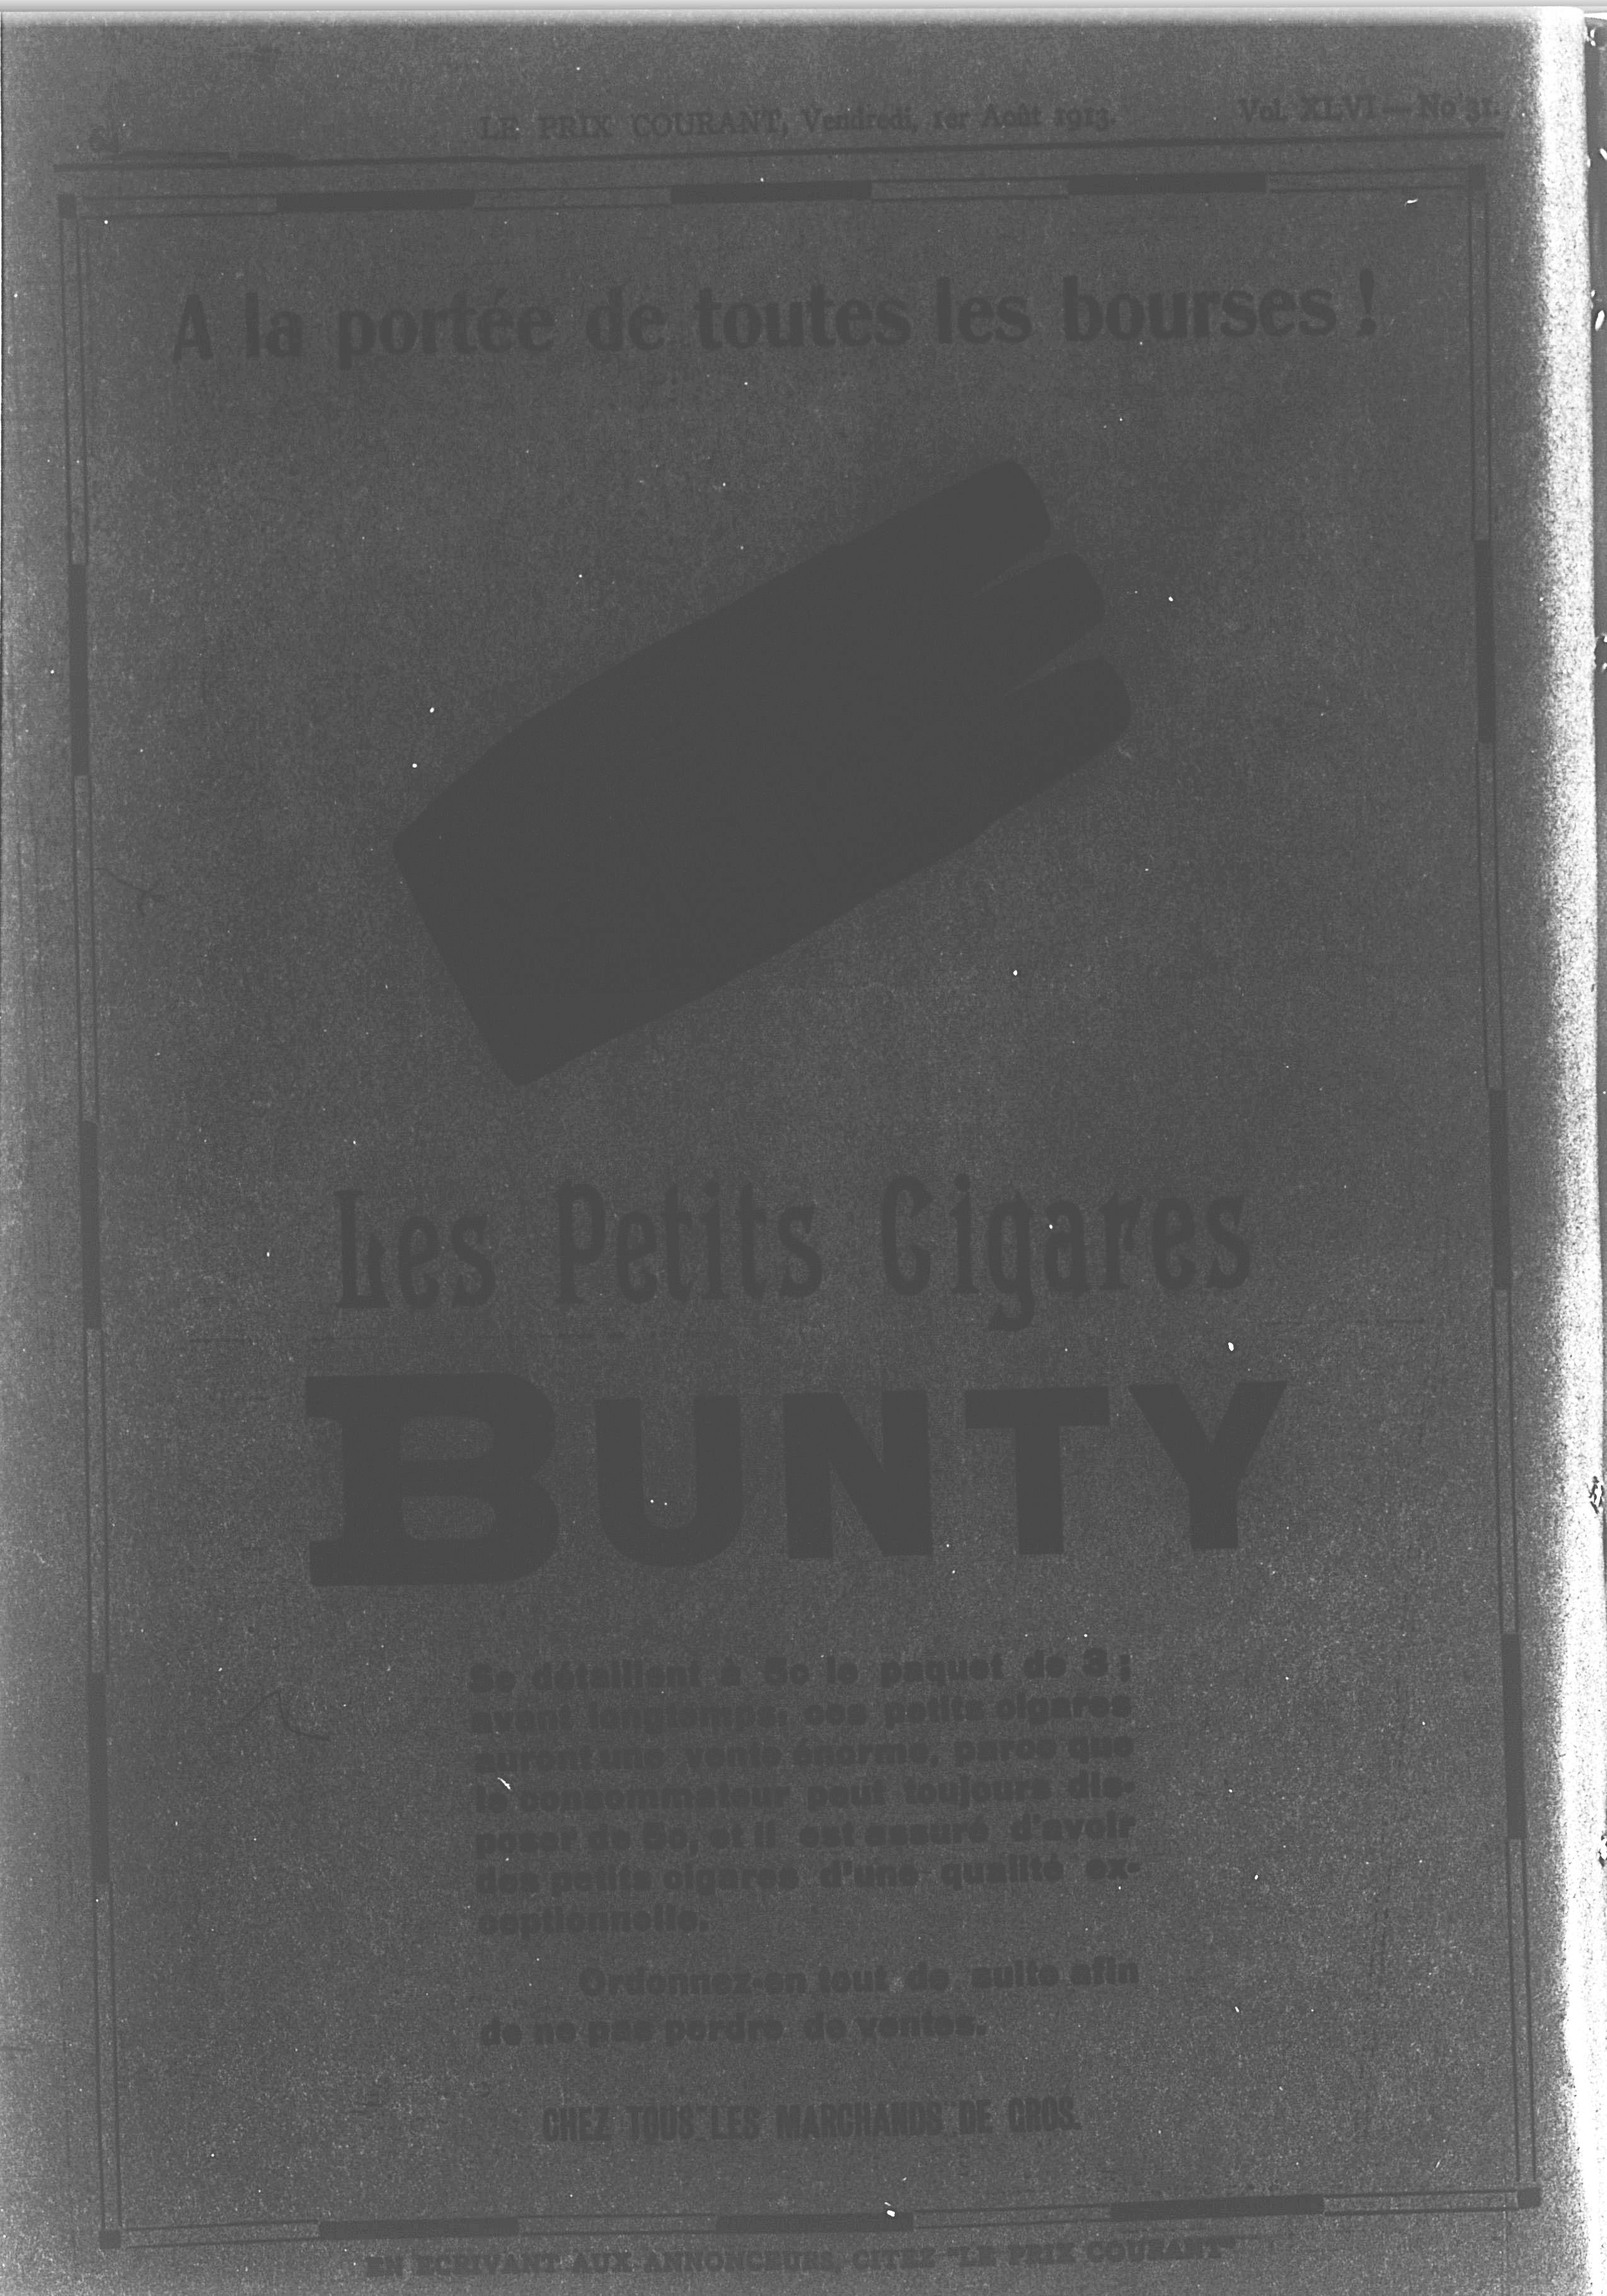 64
LE PRIX COURANT, Vendredi, 1er Août 1913.
Vol. XLVI — No 31.
A la portée de toutes les bourses !
Les Petits Cigares
BUNTY
Se détaillent à 5c le paquet de 3 ;
avant longtemps, ces petits cigares
auront une vente énorme, parce que
le consommateur peut toujours dis-
poser de 5c, et il est assuré d'avoir
des petits cigares d'une qualité ex-
ceptionnelle.
Ordonnez-en tout de suite afin
de ne pas perdre de ventes.
CHEZ TOUS LES MARCHANDS DE GROS.
EN ECRIVANT AUX ANNONCEURS, CITEZ "LE PRIX COURANT"